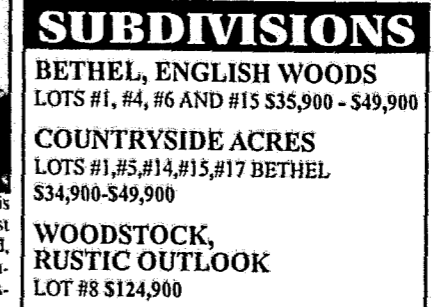 SUBDIVISIONS
BETHEL, ENGLISH WOODS
LOTS #1, #4, #6 AND #15 $35,900 - $49,900
COUNTRYSIDE ACRES
LOTS #1,#5,#14,#15,#17 BETHEL
$34,900-$49,900
WOODSTOCK,
RUSTIC OUTLOOK
LOT #8 $124,900